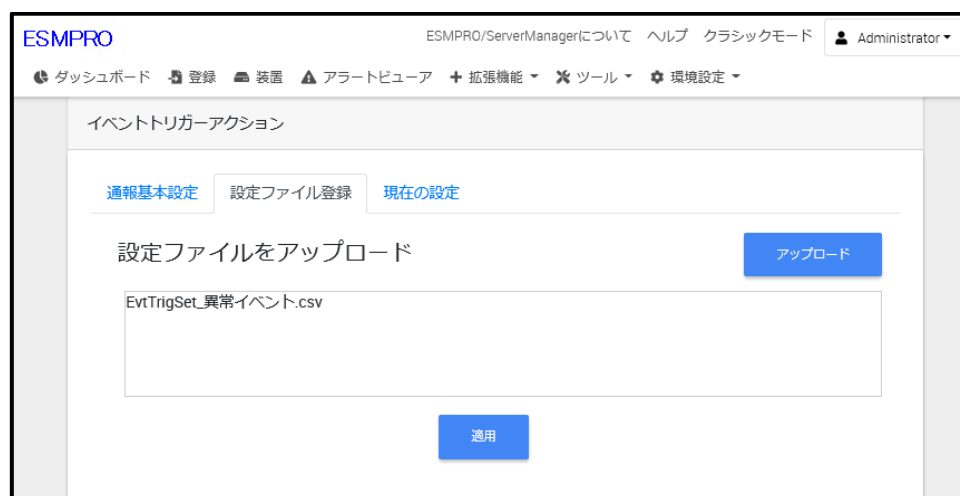 ESMPRO
ESMPRO/ServerManagerについて ヘルプ クラシックモード Administrator
ダッシュボード 登録 装置 アラートビューア 拡張機能 ツール 環境設定
イベントトリガーアクション
通報基本設定 設定ファイル登録 現在の設定
設定ファイルをアップロード アップロード
EvtTrigSet_異常イベント.csv
適用